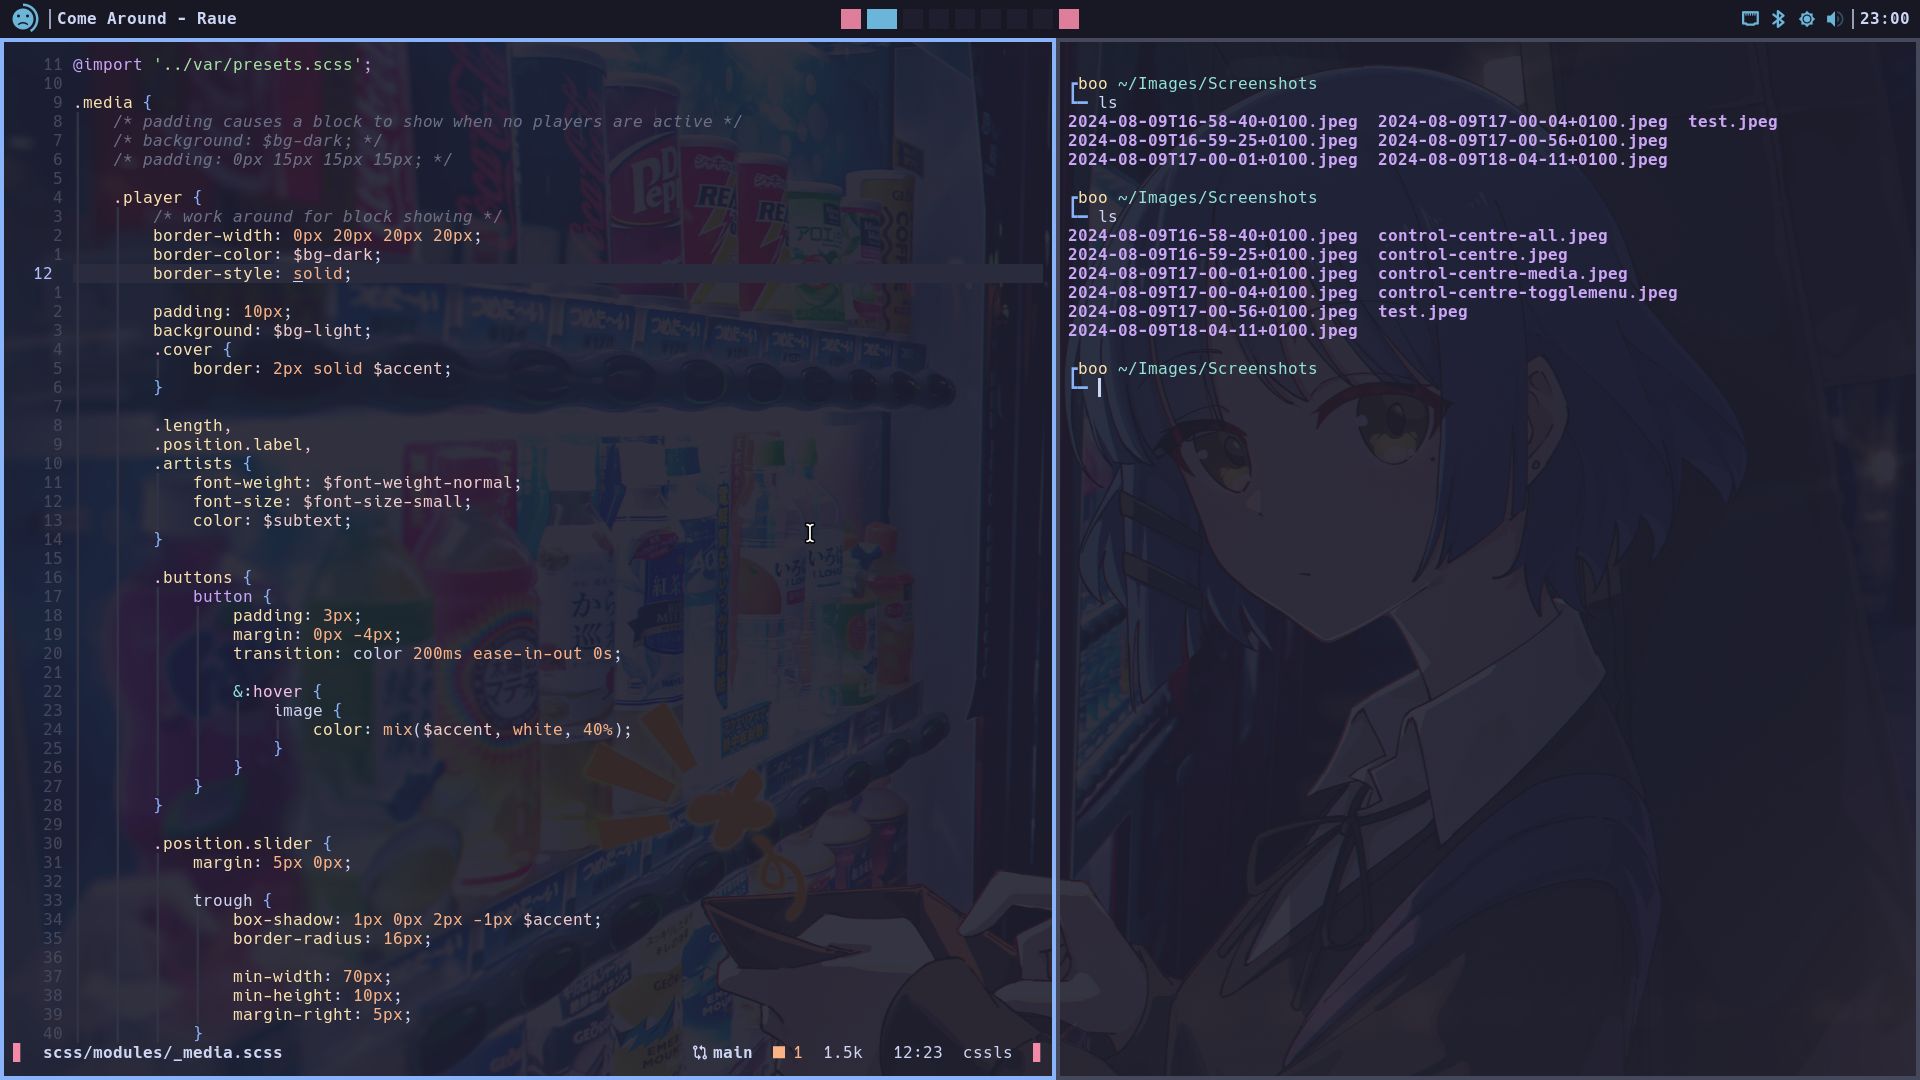 Come Around - Raue
23:00
11 @import '../var/presets.scss';
10
9 .media {
8 /* padding causes a block to show when no players are active */
7 /* background: $bg-dark; */
6 /* padding: 0px 15px 15px 15px; */
5
4 .player {
3 /* work around for block showing */
2 border-width: 0px 20px 20px 20px;
1 border-color: $bg-dark;
12 border-style: solid;
1
2 padding: 10px;
3 background: $bg-light;
4 .cover {
5 border: 2px solid $accent;
6 }
7
8 .length,
9 .position.label,
10 .artists {
11 font-weight: $font-weight-normal;
12 font-size: $font-size-small;
13 color: $subtext;
14 }
15
16 .buttons {
17 button {
18 padding: 3px;
19 margin: 0px -4px;
20 transition: color 200ms ease-in-out 0s;
21
22 &:hover {
23 image {
24 color: mix($accent, white, 40%);
25 }
26 }
27 }
28 }
29
30 .position.slider {
31 margin: 5px 0px;
32
33 trough {
34 box-shadow: 1px 0px 2px -1px $accent;
35 border-radius: 16px;
36
37 min-width: 70px;
38 min-height: 10px;
39 margin-right: 5px;
40 }
scss/modules/_media.scss
main 1 1.5k 12:23 cssls
boo ~/Images/Screenshots
ls
2024-08-09T16-58-40+0100.jpeg 2024-08-09T17-00-04+0100.jpeg test.jpeg
2024-08-09T16-59-25+0100.jpeg 2024-08-09T17-00-56+0100.jpeg
2024-08-09T17-00-01+0100.jpeg 2024-08-09T18-04-11+0100.jpeg
boo ~/Images/Screenshots
ls
2024-08-09T16-58-40+0100.jpeg control-centre-all.jpeg
2024-08-09T16-59-25+0100.jpeg control-centre.jpeg
2024-08-09T17-00-01+0100.jpeg control-centre-media.jpeg
2024-08-09T17-00-04+0100.jpeg control-centre-togglemenu.jpeg
2024-08-09T17-00-56+0100.jpeg test.jpeg
2024-08-09T18-04-11+0100.jpeg
boo ~/Images/Screenshots